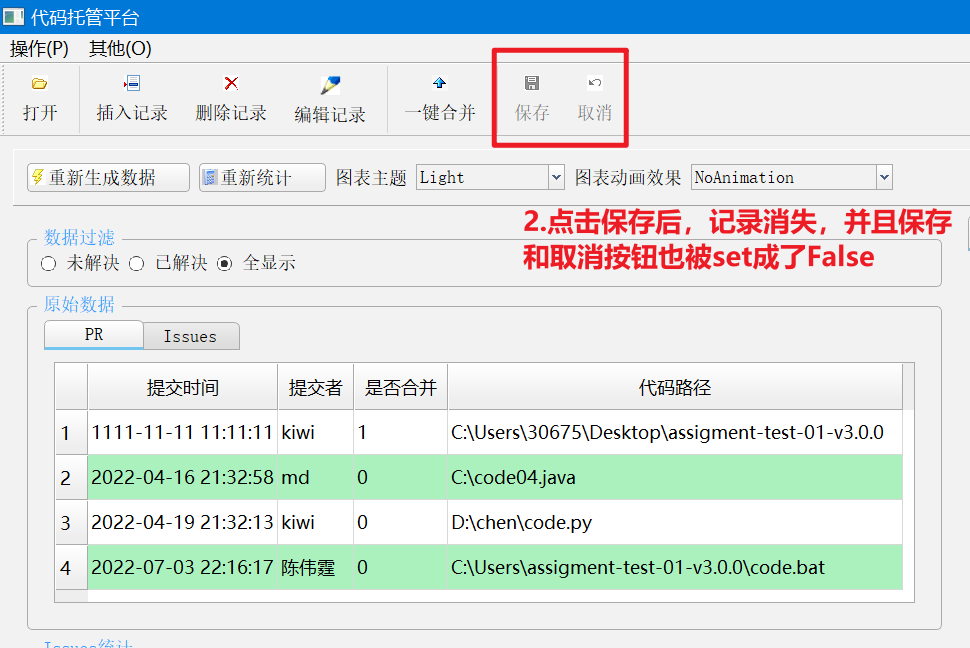 代码托管平台
操作(P) 其他(O)
打开 插入记录 删除记录 编辑记录 一键合并 保存 取消
重新生成数据 重新统计 图表主题 Light 图表动画效果 NoAnimation
2.点击保存后，记录消失，并且保存
和取消按钮也被set成了False
数据过滤
未解决 已解决 全显示
原始数据
PR Issues
提交时间 提交者 是否合并 代码路径
1 1111-11-11 11:11:11 kiwi 1 C:\Users\30675\Desktop\assigment-test-01-v3.0.0
2 2022-04-16 21:32:58 md 0 C:\code04.java
3 2022-04-19 21:32:13 kiwi 0 D:\chen\code.py
4 2022-07-03 22:16:17 陈伟霆 0 C:\Users\assigment-test-01-v3.0.0\code.bat
Issues统计